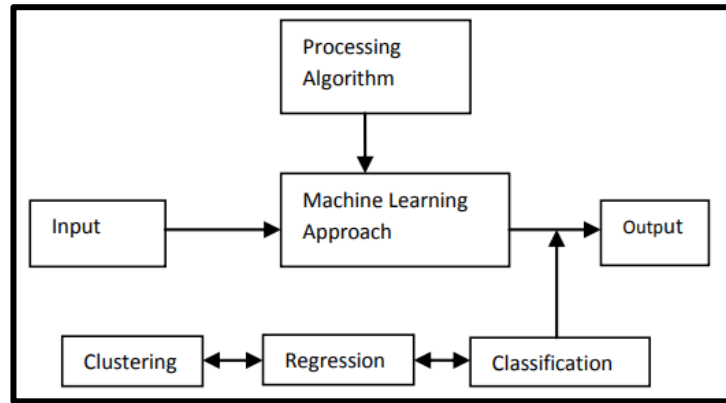 Processing
Algorithm
Machine Learning
Approach
Input
Output
Clustering
Regression
Classification